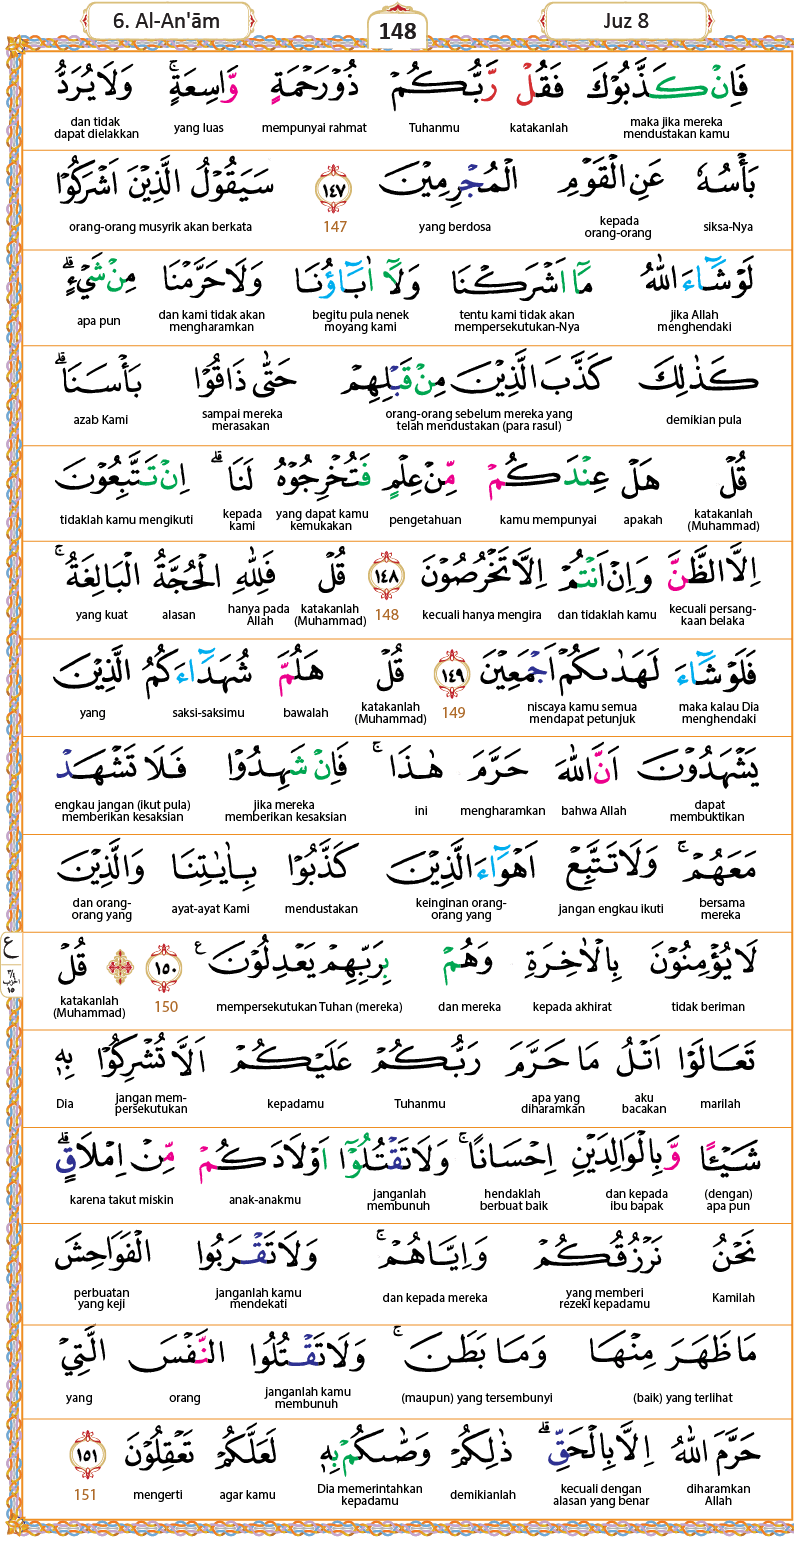 6. Al-An'ām
148
Juz 8
فَاِنْ كَذَّبُوْكَ فَقُلْ رَّبُّكُمْ ذُوْ رَحْمَةٍ وَّاسِعَةٍۚ وَلَا يُرَدُّ
maka jika mereka mendustakan kamu katakanlah Tuhanmu mempunyai rahmat yang luas dan tidak dapat dielakkan
بَأْسُهٗ عَنِ الْقَوْمِ الْمُجْرِمِيْنَ ١٤٧ سَيَقُوْلُ الَّذِيْنَ اَشْرَكُوْا
siksa-Nya kepada orang-orang yang berdosa 147 orang-orang musyrik akan berkata
لَوْ شَاۤءَ اللّٰهُ مَآ اَشْرَكْنَا وَلَآ اٰبَاۤؤُنَا وَلَا حَرَّمْنَا مِنْ شَيْءٍۗ
jika Allah menghendaki tentu kami tidak akan mempersekutukan-Nya begitu pula nenek moyang kami dan kami tidak akan mengharamkan apa pun
كَذٰلِكَ كَذَّبَ الَّذِيْنَ مِنْ قَبْلِهِمْ حَتّٰى ذَاقُوْا بَأْسَنَاۗ
demikian pula orang-orang sebelum mereka yang telah mendustakan (para rasul) sampai mereka merasakan azab Kami
قُلْ هَلْ عِنْدَكُمْ مِّنْ عِلْمٍ فَتُخْرِجُوْهُ لَنَاۗ اِنْ تَتَّبِعُوْنَ
katakanlah (Muhammad) apakah kamu mempunyai pengetahuan yang dapat kamu kemukakan kepada kami tidaklah kamu mengikuti
اِلَّا الظَّنَّ وَاِنْ اَنْتُمْ اِلَّا تَخْرُصُوْنَ ١٤٨ قُلْ فَلِلّٰهِ الْحُجَّةُ الْبَالِغَةُۚ
kecuali persang-kaan belaka dan tidaklah kamu kecuali hanya mengira 148 katakanlah (Muhammad) hanya pada Allah alasan yang kuat
فَلَوْ شَاۤءَ لَهَدٰىكُمْ اَجْمَعِيْنَ ١٤٩ قُلْ هَلُمَّ شُهَدَاۤءَكُمُ الَّذِيْنَ
maka kalau Dia menghendaki niscaya kamu semua mendapat petunjuk 149 katakanlah (Muhammad) bawalah saksi-saksimu yang
يَشْهَدُوْنَ اَنَّ اللّٰهَ حَرَّمَ هٰذَاۚ فَاِنْ شَهِدُوْا فَلَا تَشْهَدْ
dapat membuktikan bahwa Allah mengharamkan ini jika mereka memberikan kesaksian engkau jangan (ikut pula) memberikan kesaksian
مَعَهُمْۚ وَلَا تَتَّبِعْ اَهْوَاۤءَ الَّذِيْنَ كَذَّبُوْا بِاٰيٰتِنَا وَالَّذِيْنَ
bersama mereka jangan engkau ikuti keinginan orang-orang yang mendustakan ayat-ayat Kami dan orang-orang yang
لَا يُؤْمِنُوْنَ بِالْاٰخِرَةِ وَهُمْ بِرَبِّهِمْ يَعْدِلُوْنَ ع ١٥٠ قُلْ
tidak beriman kepada akhirat dan mereka mempersekutukan Tuhan (mereka) 150 katakanlah (Muhammad)
ع
تَعَالَوْا اَتْلُ مَا حَرَّمَ رَبُّكُمْ عَلَيْكُمْ اَلَّا تُشْرِكُوْا بِهٖ
marilah aku bacakan apa yang diharamkan Tuhanmu kepadamu jangan mem-persekutukan Dia
شَيْـًٔا وَّبِالْوَالِدَيْنِ اِحْسَانًاۚ وَلَا تَقْتُلُوْٓا اَوْلَادَكُمْ مِّنْ اِمْلَاقٍۗ
(dengan) apa pun dan kepada ibu bapak hendaklah berbuat baik janganlah membunuh anak-anakmu karena takut miskin
نَحْنُ نَرْزُقُكُمْ وَاِيَّاهُمْۚ وَلَا تَقْرَبُوا الْفَوَاحِشَ
Kamilah yang memberi rezeki kepadamu dan kepada mereka janganlah kamu mendekati perbuatan yang keji
مَا ظَهَرَ مِنْهَا وَمَا بَطَنَۚ وَلَا تَقْتُلُوا النَّفْسَ الَّتِيْ
(baik) yang terlihat (maupun) yang tersembunyi janganlah kamu membunuh orang yang
حَرَّمَ اللّٰهُ اِلَّا بِالْحَقِّۗ ذٰلِكُمْ وَصّٰىكُمْ بِهٖ لَعَلَّكُمْ تَعْقِلُوْنَ ١٥١
diharamkan Allah kecuali dengan alasan yang benar demikianlah Dia memerintahkan kepadamu agar kamu mengerti 151